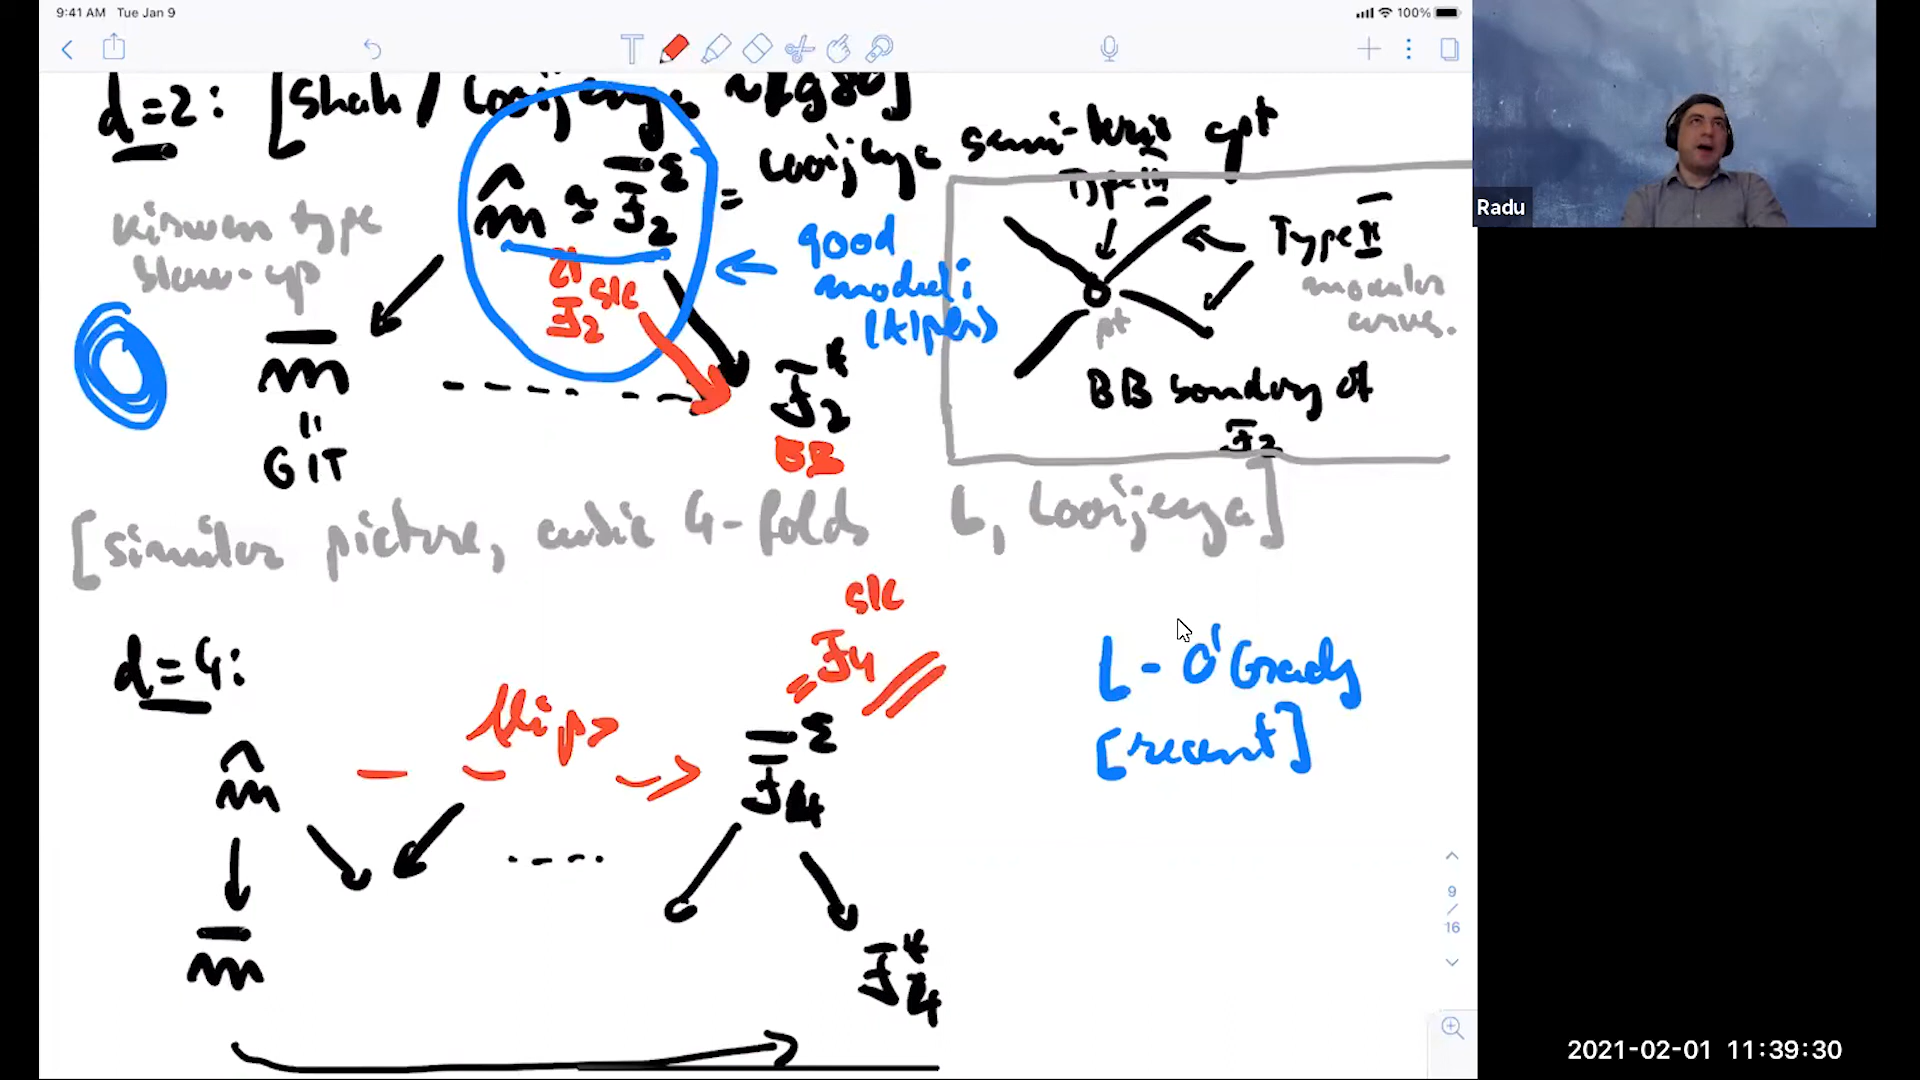 9:41 AM Tue Jan 9
100%
d=2: [Shah / Looijenga ~1980]
M̂ ≃ F̄₂^Σ = Looijenga semi-toric cpt
Kirwan type
blow-up
F₂^slc
good
moduli
M̄
GIT
F̄₂*
BB
Type III
Type II
modular
curves.
pt
BB boundary of
F̄₂
[similar picture, cubic 4-folds L, Looijenga]
d=4:
M̂
flips
= F₄^slc
F̄₄^Σ
L - O'Grady
[recent]
M̄
F̄₄*
9
/
16
Radu
2021-02-01 11:39:30